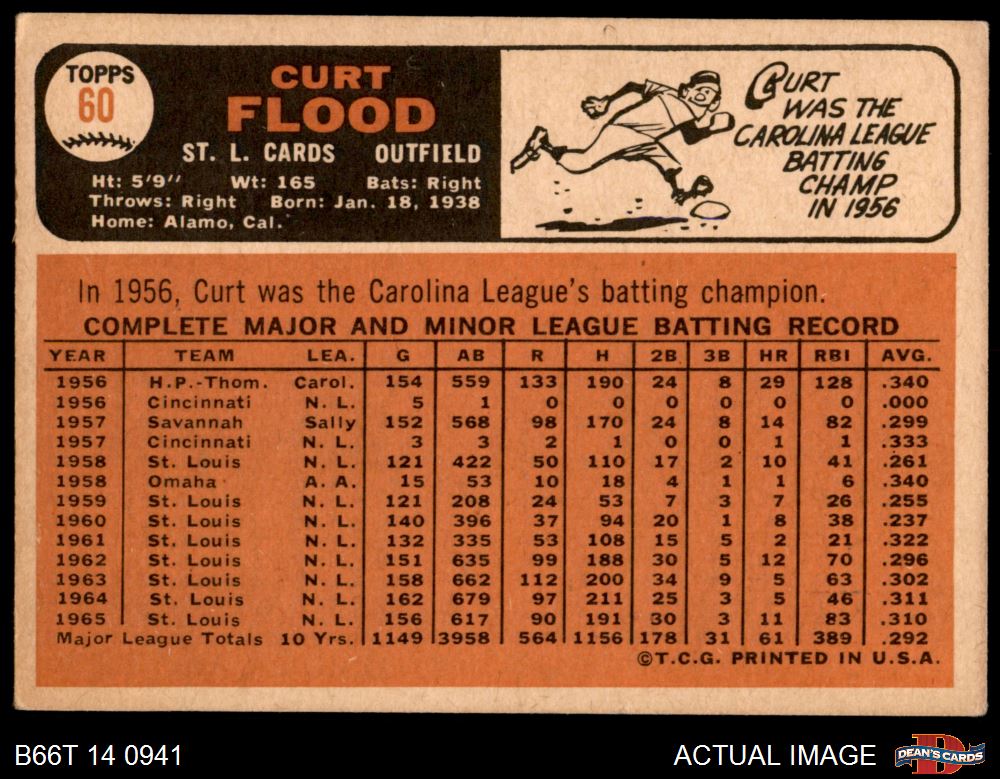 TOPPS
60
CURT
FLOOD
ST. L. CARDS OUTFIELD
Ht: 5'9" Wt: 165 Bats: Right
Throws: Right Born: Jan. 18, 1938
Home: Alamo, Cal.
CURT
WAS THE
CAROLINA LEAGUE
BATTING
CHAMP
IN 1956
In 1956, Curt was the Carolina League's batting champion.
COMPLETE MAJOR AND MINOR LEAGUE BATTING RECORD
YEAR TEAM LEA. G AB R H 2B 3B HR RBI AVG.
1956 H.P.-Thom. Carol. 154 559 133 190 24 8 29 128 .340
1956 Cincinnati N. L. 5 1 0 0 0 0 0 0 .000
1957 Savannah Sally 152 568 98 170 24 8 14 82 .299
1957 Cincinnati N. L. 3 3 2 1 0 0 1 1 .333
1958 St. Louis N. L. 121 422 50 110 17 2 10 41 .261
1958 Omaha A. A. 15 53 10 18 4 1 1 6 .340
1959 St. Louis N. L. 121 208 24 53 7 3 7 26 .255
1960 St. Louis N. L. 140 396 37 94 20 1 8 38 .237
1961 St. Louis N. L. 132 335 53 108 15 5 2 21 .322
1962 St. Louis N. L. 151 635 99 188 30 5 12 70 .296
1963 St. Louis N. L. 158 662 112 200 34 9 5 63 .302
1964 St. Louis N. L. 162 679 97 211 25 3 5 46 .311
1965 St. Louis N. L. 156 617 90 191 30 3 11 83 .310
Major League Totals 10 Yrs. 1149 3958 564 1156 178 31 61 389 .292
©T.C.G. PRINTED IN U.S.A.
B66T 14 0941
ACTUAL IMAGE
DEAN'S CARDS